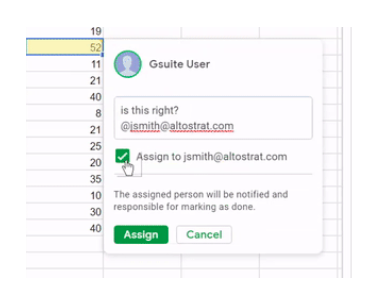 19
52
11
21
40
8
21
25
20
35
10
30
40
Gsuite User
is this right?
@jsmith@altostrat.com
Assign to jsmith@altostrat.com
The assigned person will be notified and
responsible for marking as done.
Assign Cancel